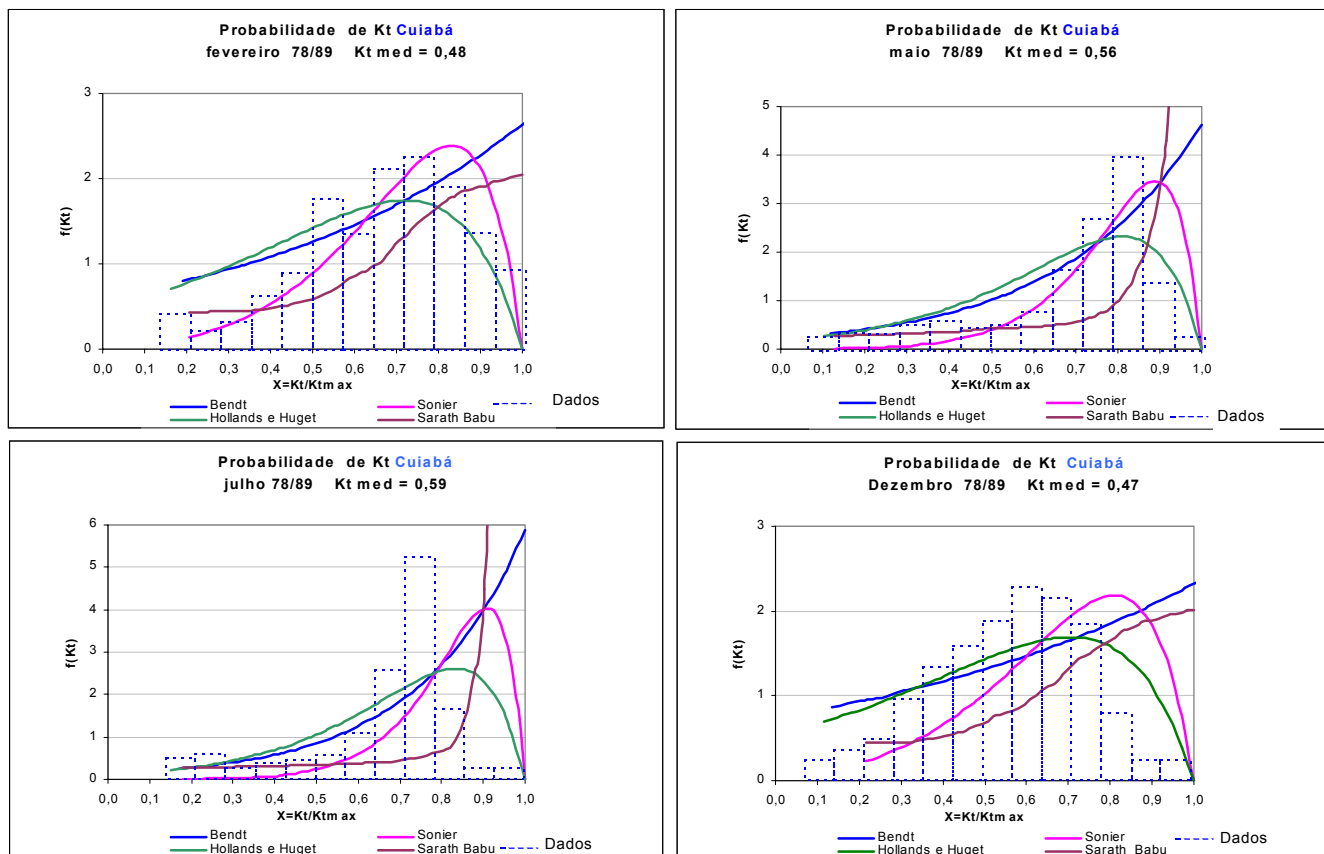 Probabilidade de Kt Cuiabá
fevereiro 78/89 Kt med = 0,48
3
2
1
0
f(Kt)
0,0 0,1 0,2 0,3 0,4 0,5 0,6 0,7 0,8 0,9 1,0
X=Kt/Ktm ax
Bendt Sonier Dados
Hollands e Huget Sarath Babu
Probabilidade de Kt Cuiabá
maio 78/89 Kt med = 0,56
5
4
3
2
1
0
f(Kt)
0,0 0,1 0,2 0,3 0,4 0,5 0,6 0,7 0,8 0,9 1,0
X=Kt/Ktm ax
Bendt Sonier
Hollands e Huget Sarath Babu Dados
Probabilidade de Kt Cuiabá
julho 78/89 Kt med = 0,59
6
5
4
3
2
1
0
f(Kt)
0,0 0,1 0,2 0,3 0,4 0,5 0,6 0,7 0,8 0,9 1,0
X=Kt/Ktm ax
Bendt Sonier Dados
Hollands e Huget Sarath Babu
Probabilidade de Kt Cuiabá
Dezembro 78/89 Kt med = 0,47
3
2
1
0
f(Kt)
0,0 0,1 0,2 0,3 0,4 0,5 0,6 0,7 0,8 0,9 1,0
X=Kt/Ktm ax
Bendt Sonier Dados
Hollands e Huget Sarath Babu